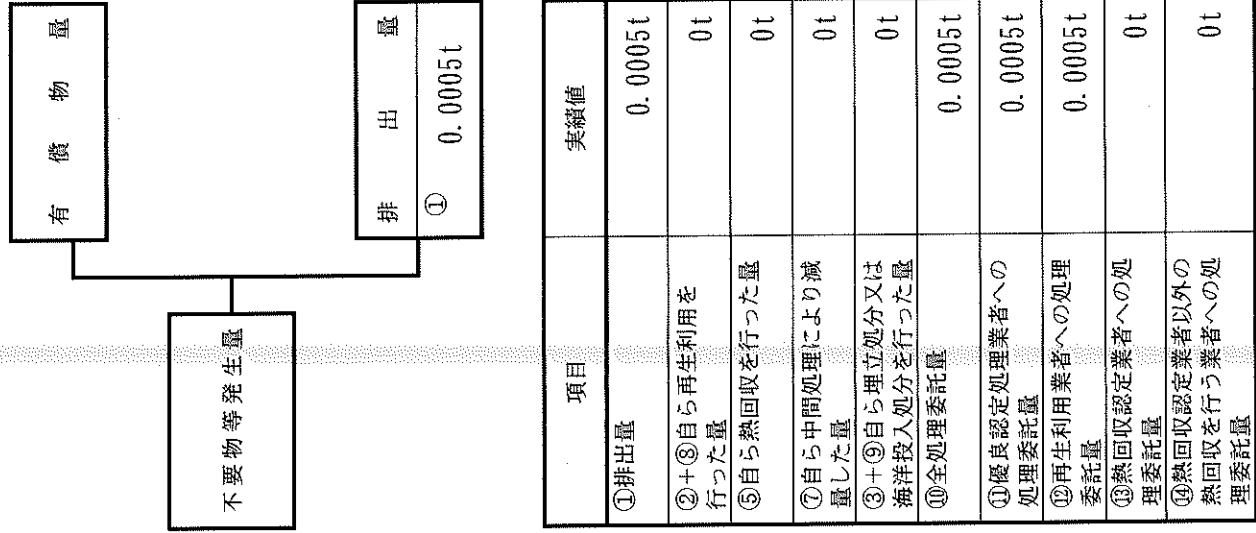 有償物量
不要物等発生量
排出量
① 0.0005t
項目 実績値
①排出量 0.0005t
②+⑧自ら再生利用を
行った量 0t
⑤自ら熱回収を行った量 0t
⑦自ら中間処理により減
量した量 0t
③+⑨自ら埋立処分又は
海洋投入処分を行った量 0t
⑩全処理委託量 0.0005t
⑪優良認定処理業者への
処理委託量 0.0005t
⑫再生利用業者への処理
委託量 0.0005t
⑬熱回収認定業者への処
理委託量 0t
⑭熱回収認定業者以外の
熱回収を行う業者への処
理委託量 0t